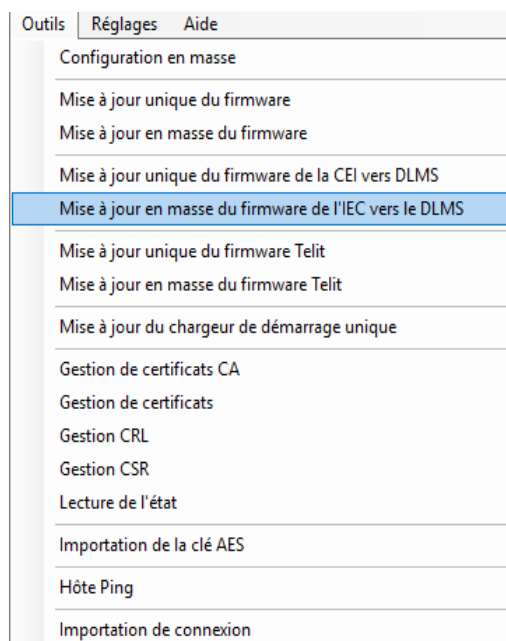 Outils Réglages Aide
Configuration en masse
Mise à jour unique du firmware
Mise à jour en masse du firmware
Mise à jour unique du firmware de la CEI vers DLMS
Mise à jour en masse du firmware de l'IEC vers le DLMS
Mise à jour unique du firmware Telit
Mise à jour en masse du firmware Telit
Mise à jour du chargeur de démarrage unique
Gestion de certificats CA
Gestion de certificats
Gestion CRL
Gestion CSR
Lecture de l'état
Importation de la clé AES
Hôte Ping
Importation de connexion